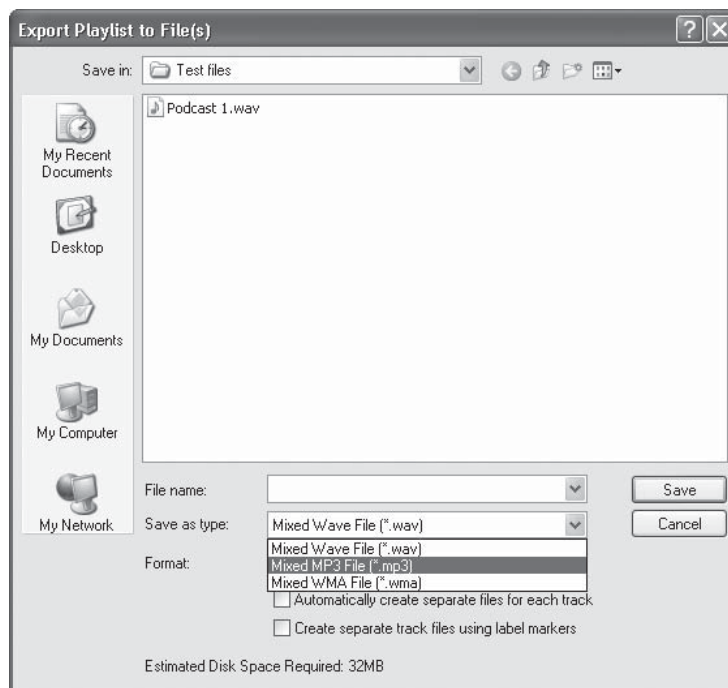 Export Playlist to File(s)
Save in:
Test files
Podcast 1.wav
My Recent
Documents
Desktop
My Documents
My Computer
My Network
File name:
Save
Save as type:
Mixed Wave File (*.wav)
Cancel
Mixed Wave File (*.wav)
Format:
Mixed MP3 File (*.mp3)
Mixed WMA File (*.wma)
Automatically create separate files for each track
Create separate track files using label markers
Estimated Disk Space Required: 32MB